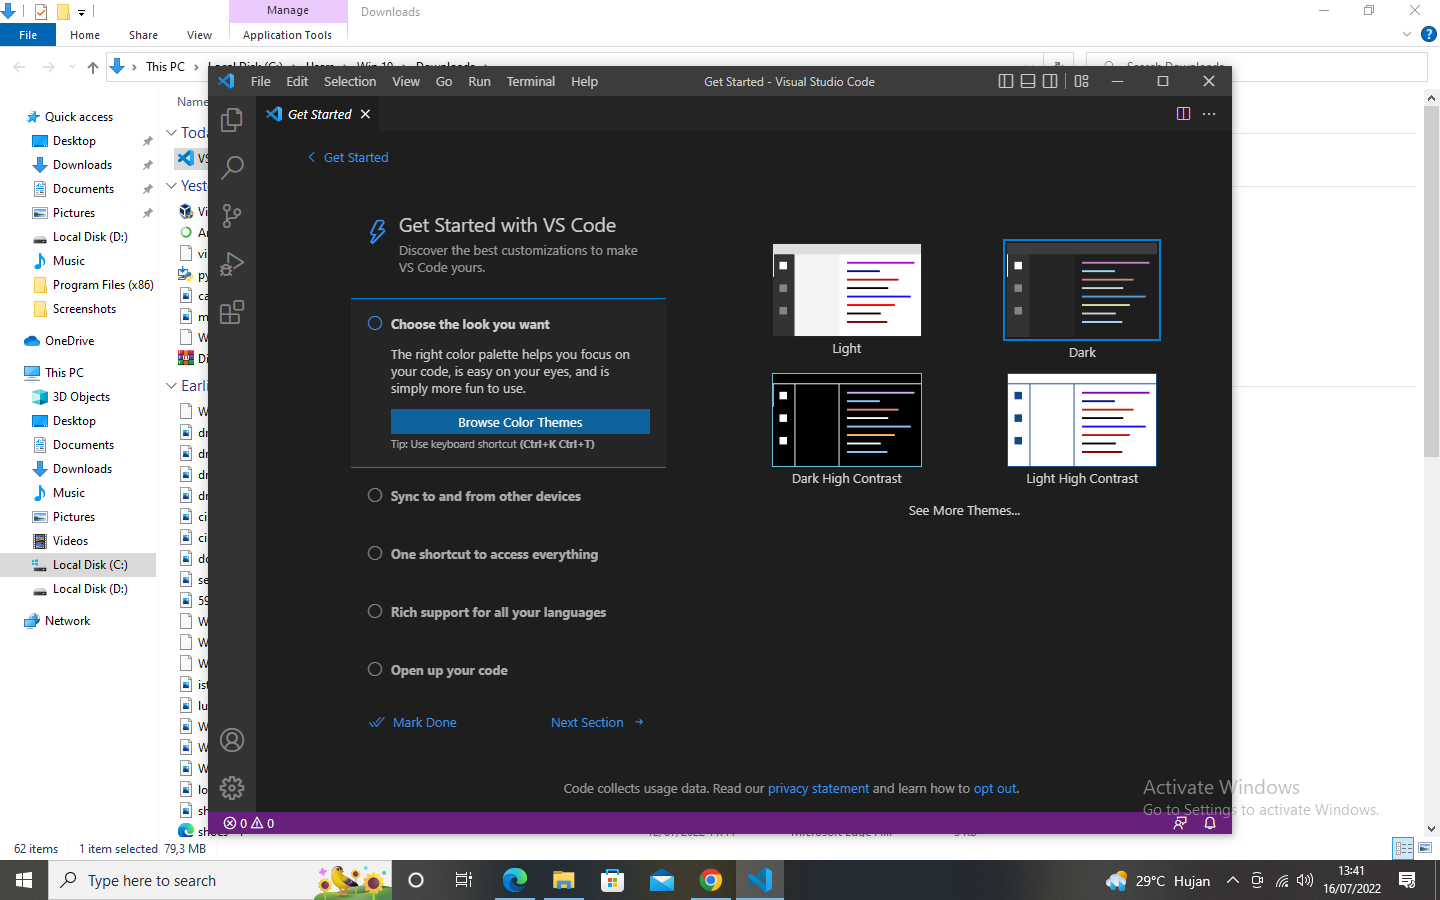 Manage
Downloads
File
Home
Share
View
Application Tools
This PC
Name
Quick access
Desktop
Downloads
Documents
Pictures
Local Disk (D:)
Music
Program Files (x86)
Screenshots
OneDrive
This PC
3D Objects
Desktop
Documents
Downloads
Music
Pictures
Videos
Local Disk (C:)
Local Disk (D:)
Network
File Edit Selection View Go Run Terminal Help
Get Started - Visual Studio Code
Get Started
Get Started
Get Started with VS Code
Discover the best customizations to make
VS Code yours.
Choose the look you want
The right color palette helps you focus on
your code, is easy on your eyes, and is
simply more fun to use.
Browse Color Themes
Tip: Use keyboard shortcut (Ctrl+K Ctrl+T)
Sync to and from other devices
One shortcut to access everything
Rich support for all your languages
Open up your code
Mark Done
Next Section
Light
Dark
Dark High Contrast
Light High Contrast
See More Themes...
Code collects usage data. Read our privacy statement and learn how to opt out.
Activate Windows
Go to Settings to activate Windows.
0 0
62 items
1 item selected 79,3 MB
Type here to search
29°C Hujan
13:41
16/07/2022